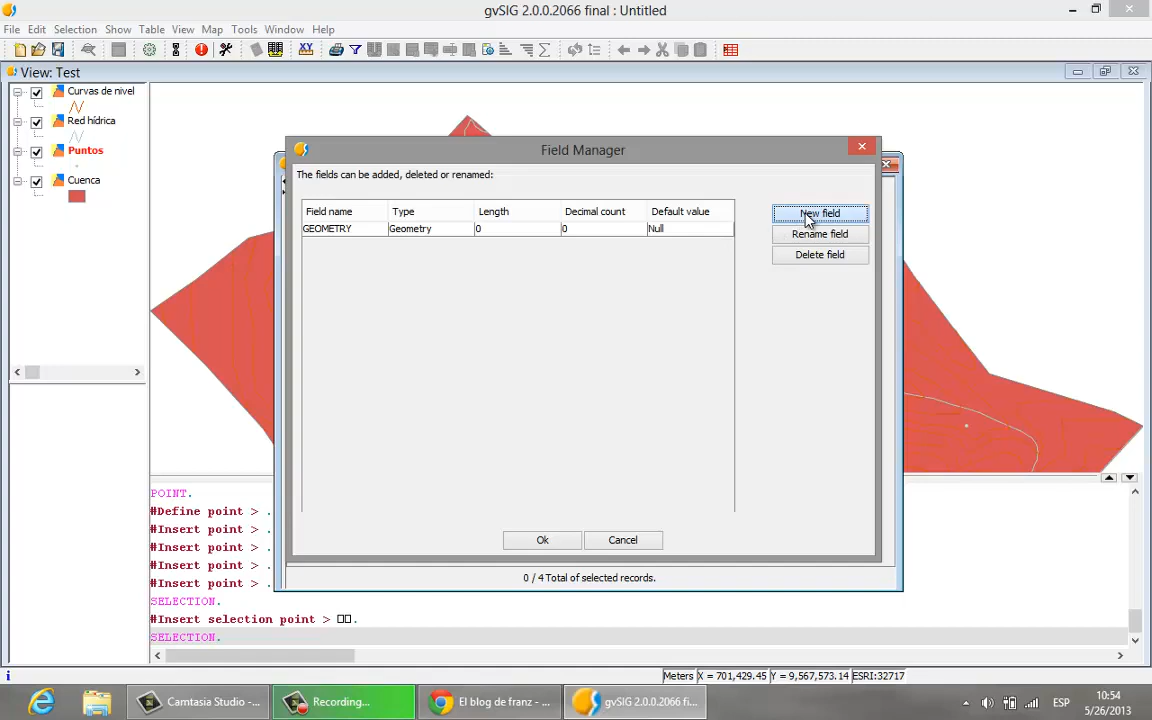 gvSIG 2.0.0.2066 final : Untitled
File Edit Selection Show Table View Map Tools Window Help
View: Test
Curvas de nivel
Red hídrica
Puntos
Cuenca
Field Manager
The fields can be added, deleted or renamed:
Field name Type Length Decimal count Default value
GEOMETRY Geometry 0 0 Null
New field
Rename field
Delete field
Ok Cancel
0 / 4 Total of selected records.
POINT.
#Define point > .
#Insert point > .
#Insert point > .
#Insert point > .
#Insert point > .
SELECTION.
#Insert selection point > □□.
SELECTION.
Meters X = 701,429.45 Y = 9,567,573.14 ESRI:32717
Camtasia Studio -... Recording... El blog de franz - ... gvSIG 2.0.0.2066 fi... ESP 10:54
5/26/2013